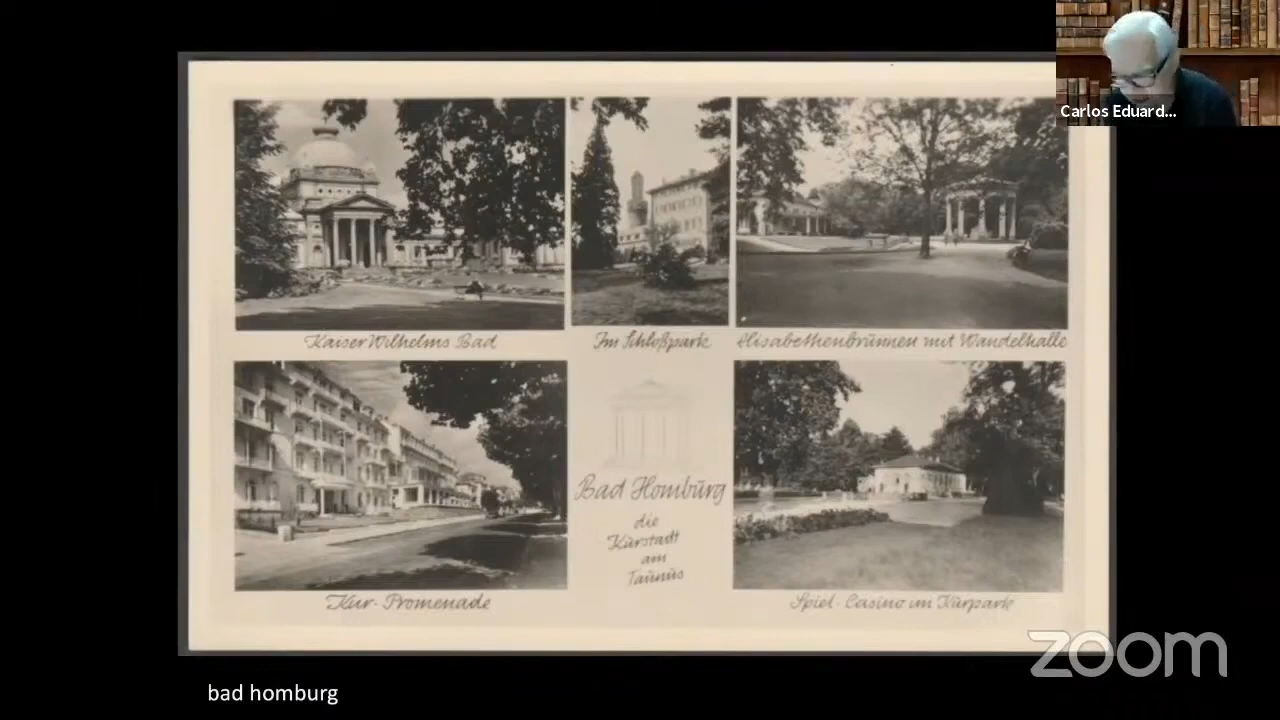 Carlos Eduard...
Kaiser Wilhelms Bad
Im Schloßpark
Elisabethenbrunnen mit Wandelhalle
Bad Homburg
die
Kurstadt
am
Taunus
Kur-Promenade
Spiel-Casino im Kurpark
zoom
bad homburg